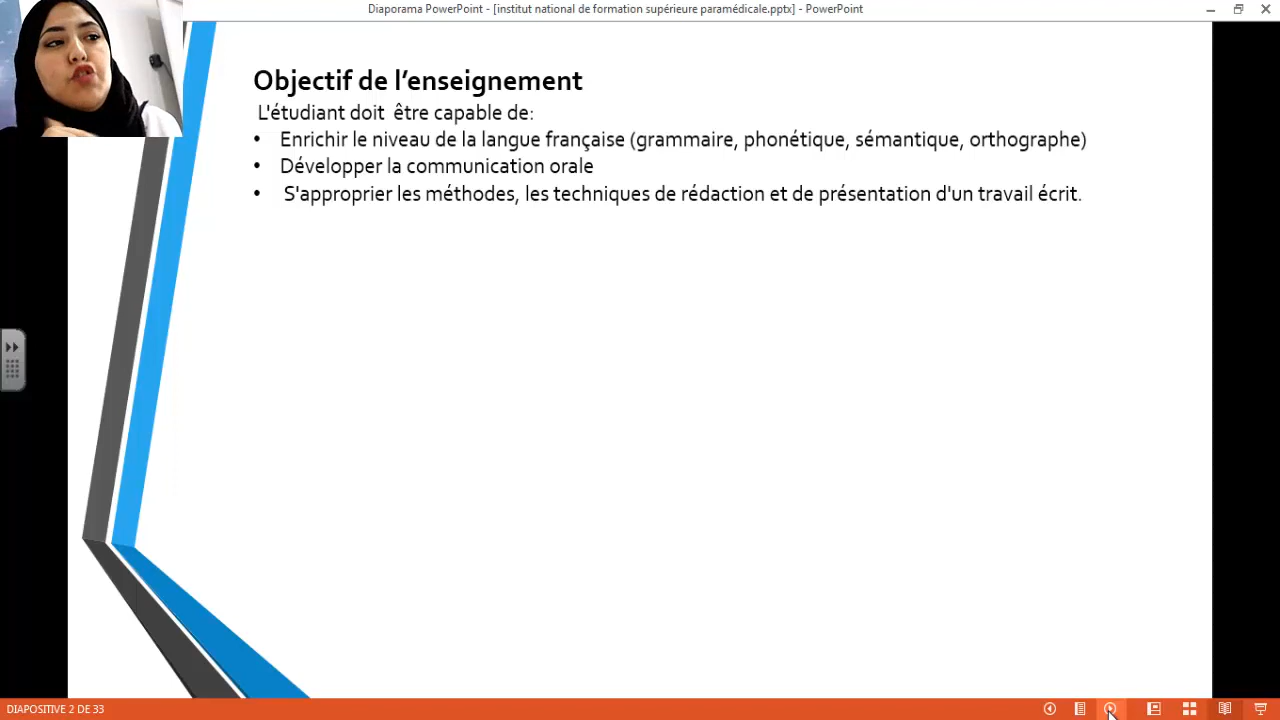 Diaporama PowerPoint - [institut national de formation supérieure paramédicale.pptx] - PowerPoint
Objectif de l’enseignement
L'étudiant doit être capable de:
• Enrichir le niveau de la langue française (grammaire, phonétique, sémantique, orthographe)
• Développer la communication orale
• S'approprier les méthodes, les techniques de rédaction et de présentation d'un travail écrit.
DIAPOSITIVE 2 DE 33